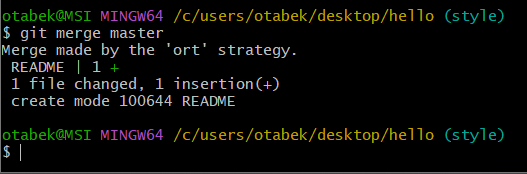 otabek@MSI MINGW64 /c/users/otabek/desktop/hello (style)
$ git merge master
Merge made by the 'ort' strategy.
 README | 1 +
 1 file changed, 1 insertion(+)
 create mode 100644 README

otabek@MSI MINGW64 /c/users/otabek/desktop/hello (style)
$